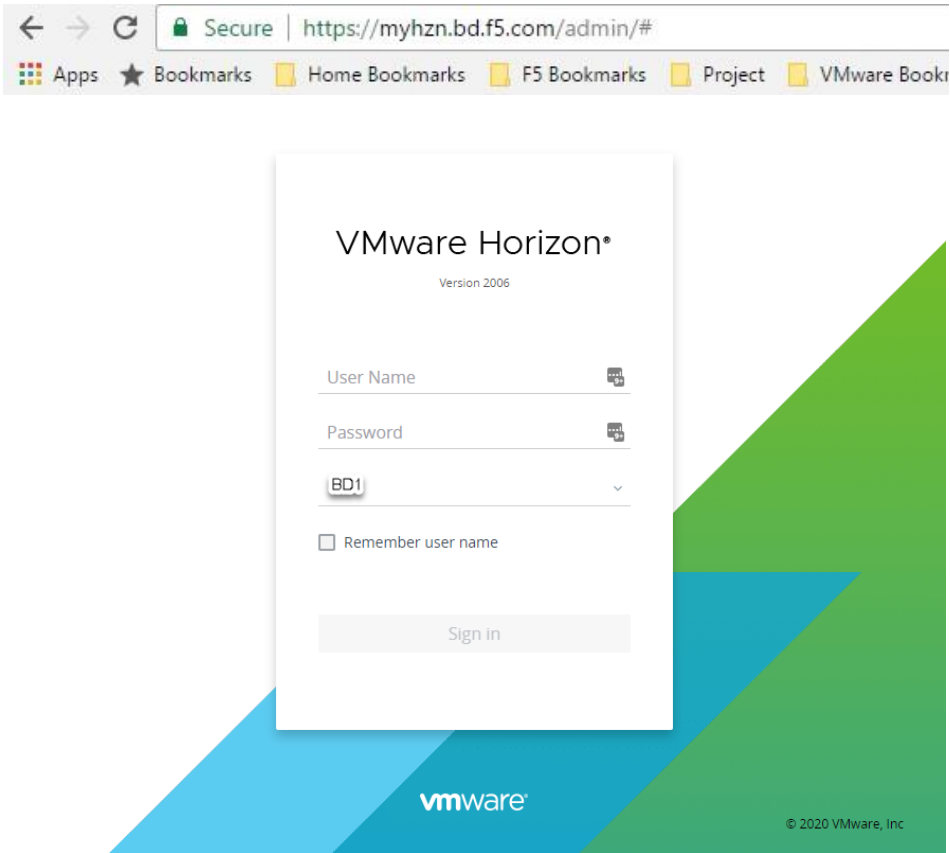 Secure | https://myhzn.bd.f5.com/admin/#
Apps Bookmarks Home Bookmarks F5 Bookmarks Project VMware Bookm
VMware Horizon®
Version 2006
User Name
Password
BD1
Remember user name
Sign in
vmware®
© 2020 VMware, Inc